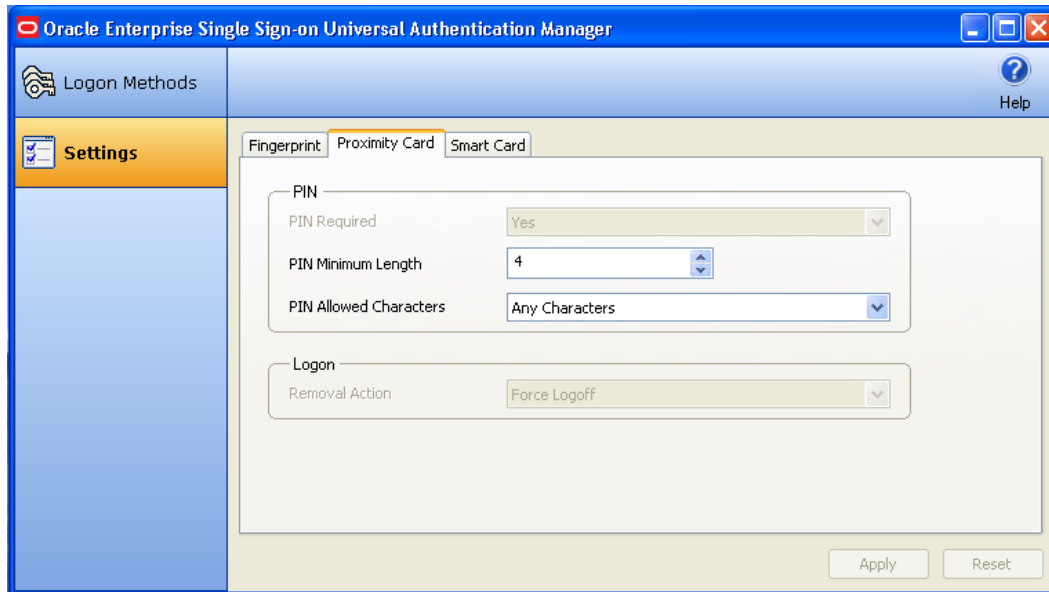 Oracle Enterprise Single Sign-on Universal Authentication Manager
Logon Methods
Help
Settings
Fingerprint Proximity Card Smart Card
PIN
PIN Required Yes
PIN Minimum Length 4
PIN Allowed Characters Any Characters
Logon
Removal Action Force Logoff
Apply Reset